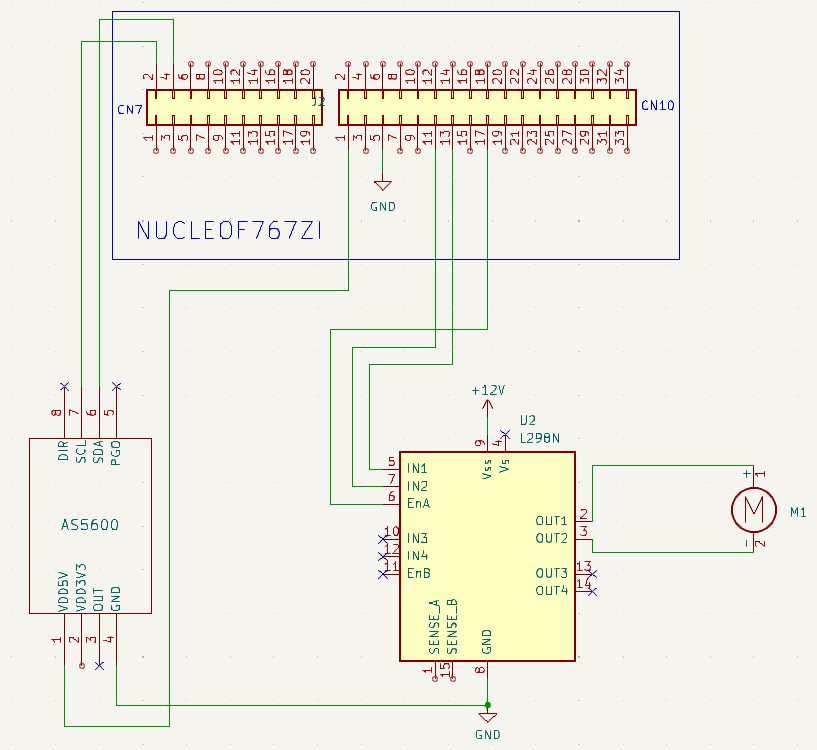 2 4 6 8 10 12 14 16 18 20
2 4 6 8 10 12 14 16 18 20 22 24 26 28 30 32 34
CN7
J2
CN10
1 3 5 7 9 11 13 15 17 19
1 3 5 7 9 11 13 15 17 19 21 23 25 27 29 31 33
GND
NUCLEOF767ZI
8 7 6 5
DIR SCL SDA PGO
AS5600
VDD5V VDD3V3 OUT GND
1 2 3 4
+12V
U2
L298N
9 4
Vss Vs
5 IN1
7 IN2
6 EnA
10 IN3
12 IN4
11 EnB
OUT1 2
OUT2 3
OUT3 13
OUT4 14
SENSE_A SENSE_B GND
1 15 8
GND
+ 1
M
M1
- 2